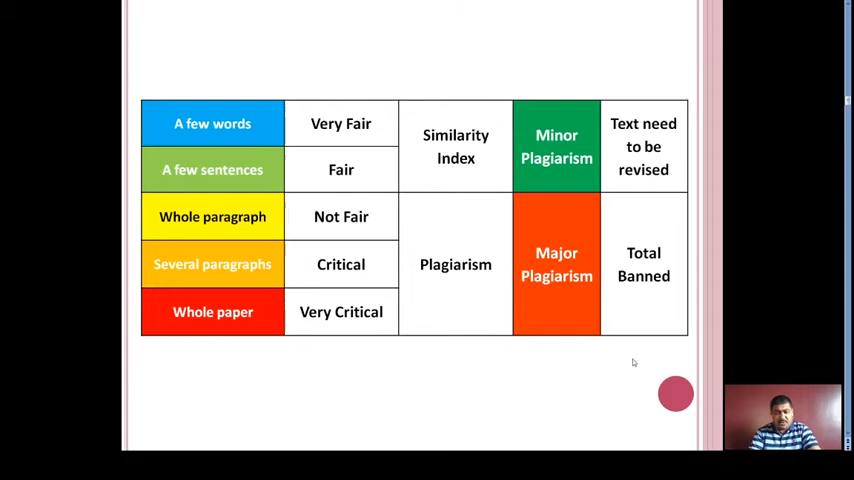 A few words
Very Fair
Similarity
Index
Minor
Plagiarism
Text need
to be
revised
A few sentences
Fair
Whole paragraph
Not Fair
Plagiarism
Major
Plagiarism
Total
Banned
Several paragraphs
Critical
Whole paper
Very Critical